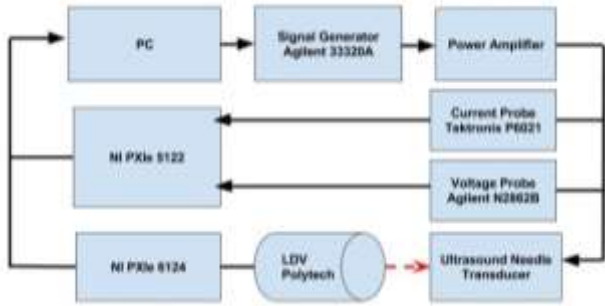 PC
Signal Generator
Agilent 33320A
Power Amplifier
Current Probe
Tektronix P6021
NI PXIe 5122
Voltage Probe
Agilent N2862B
NI PXIe 6124
LDV
Polytech
Ultrasound Needle
Transducer